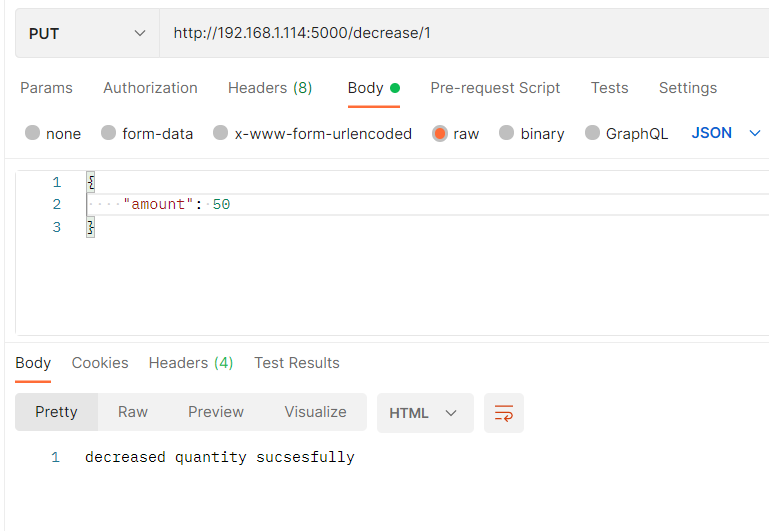 PUT http://192.168.1.114:5000/decrease/1
Params Authorization Headers (8) Body Pre-request Script Tests Settings
none form-data x-www-form-urlencoded raw binary GraphQL JSON
1 {
2 "amount": 50
3 }
Body Cookies Headers (4) Test Results
Pretty Raw Preview Visualize HTML
1 decreased quantity sucsesfully